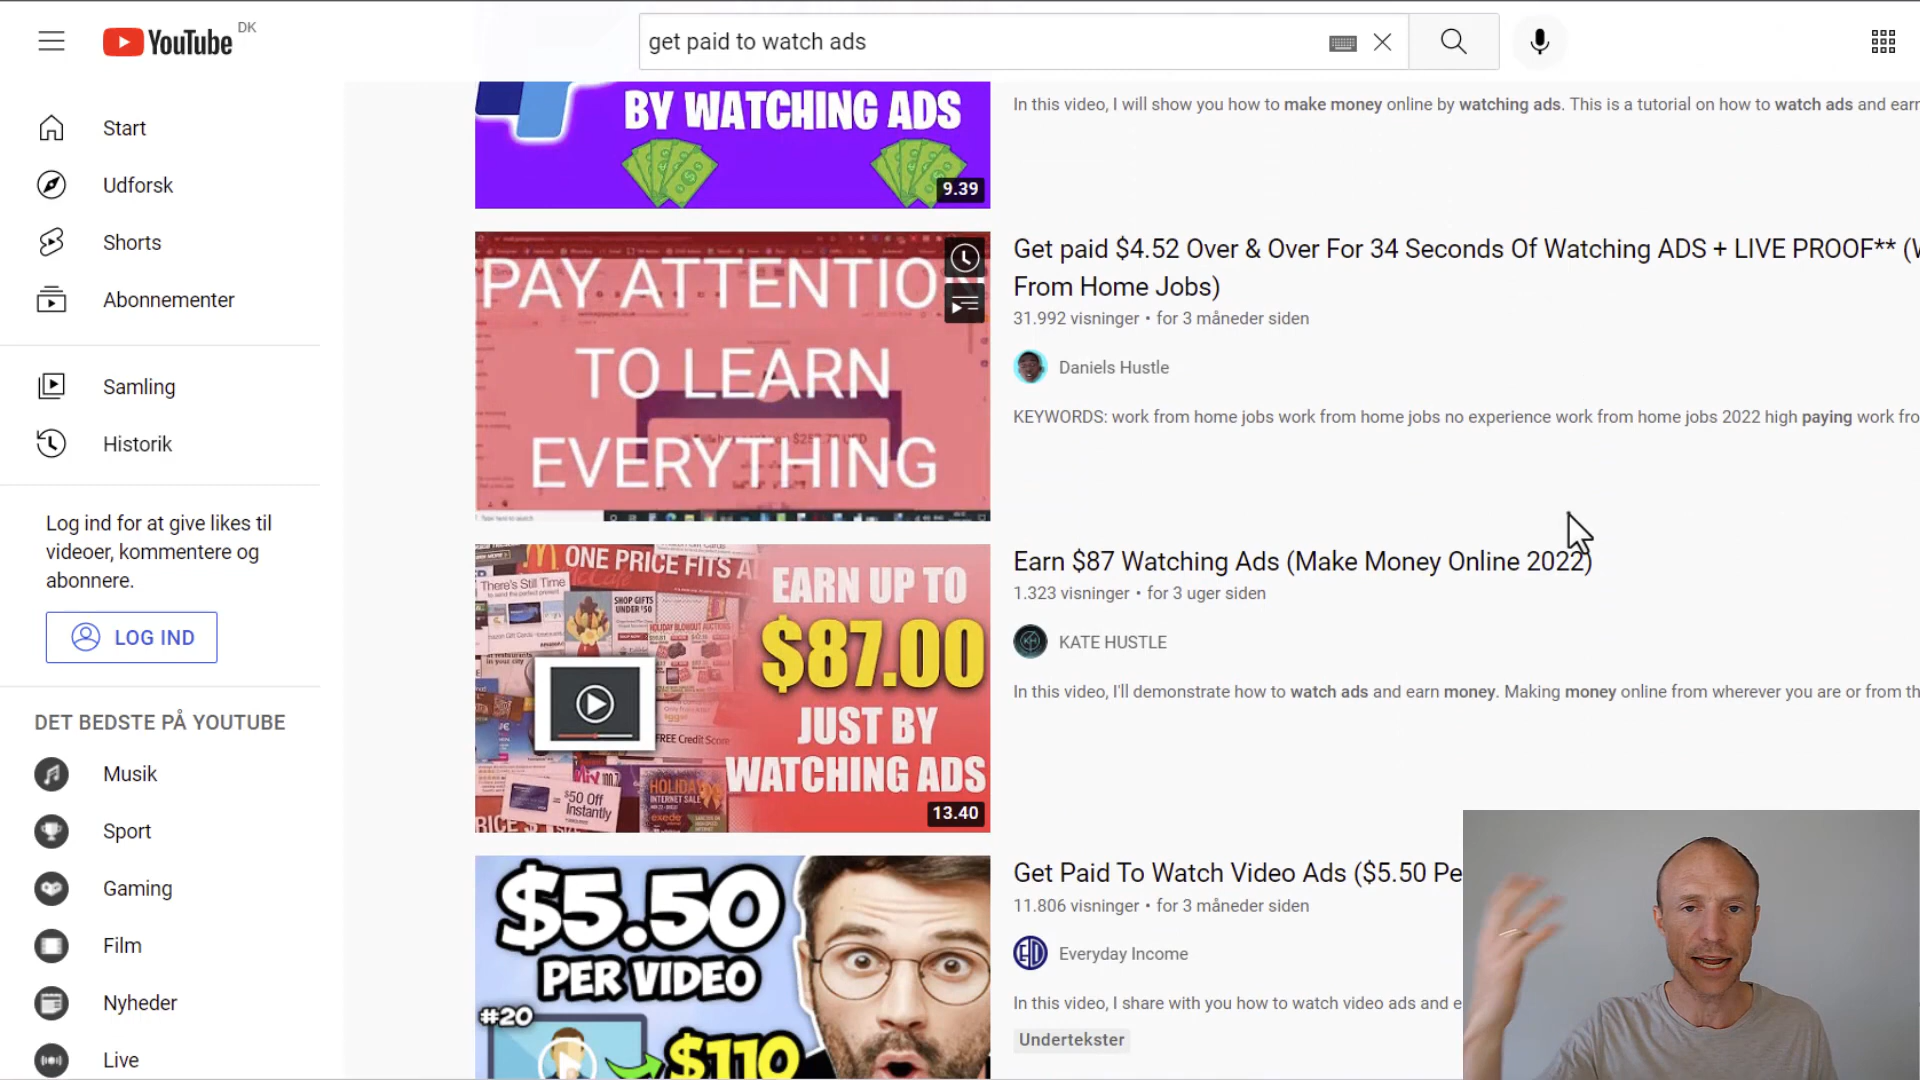 YouTube DK
get paid to watch ads
Start
Udforsk
Shorts
Abonnementer
Samling
Historik
Log ind for at give likes til
videoer, kommentere og
abonnere.
LOG IND
DET BEDSTE PÅ YOUTUBE
Musik
Sport
Gaming
Film
Nyheder
Live
BY WATCHING ADS
9.39
In this video, I will show you how to make money online by watching ads. This is a tutorial on how to watch ads and earn
PAY ATTENTION
TO LEARN
EVERYTHING
Get paid $4.52 Over & Over For 34 Seconds Of Watching ADS + LIVE PROOF** (W
From Home Jobs)
31.992 visninger • for 3 måneder siden
Daniels Hustle
KEYWORDS: work from home jobs work from home jobs no experience work from home jobs 2022 high paying work fro
ONE PRICE FITS A
There's Still Time
SHOP GIFTS
UNDER $50
HOLIDAY BLOWOUT AUCTIONS
FREE Credit Score
$50 Off
Instantly
HOLIDAY
INTERNET SALE
exede
EARN UP TO
$87.00
JUST BY
WATCHING ADS
13.40
Earn $87 Watching Ads (Make Money Online 2022)
1.323 visninger • for 3 uger siden
KATE HUSTLE
In this video, I'll demonstrate how to watch ads and earn money. Making money online from wherever you are or from th
$5.50
PER VIDEO
#20
$110
Get Paid To Watch Video Ads ($5.50 Pe
11.806 visninger • for 3 måneder siden
Everyday Income
In this video, I share with you how to watch video ads and e
Undertekster